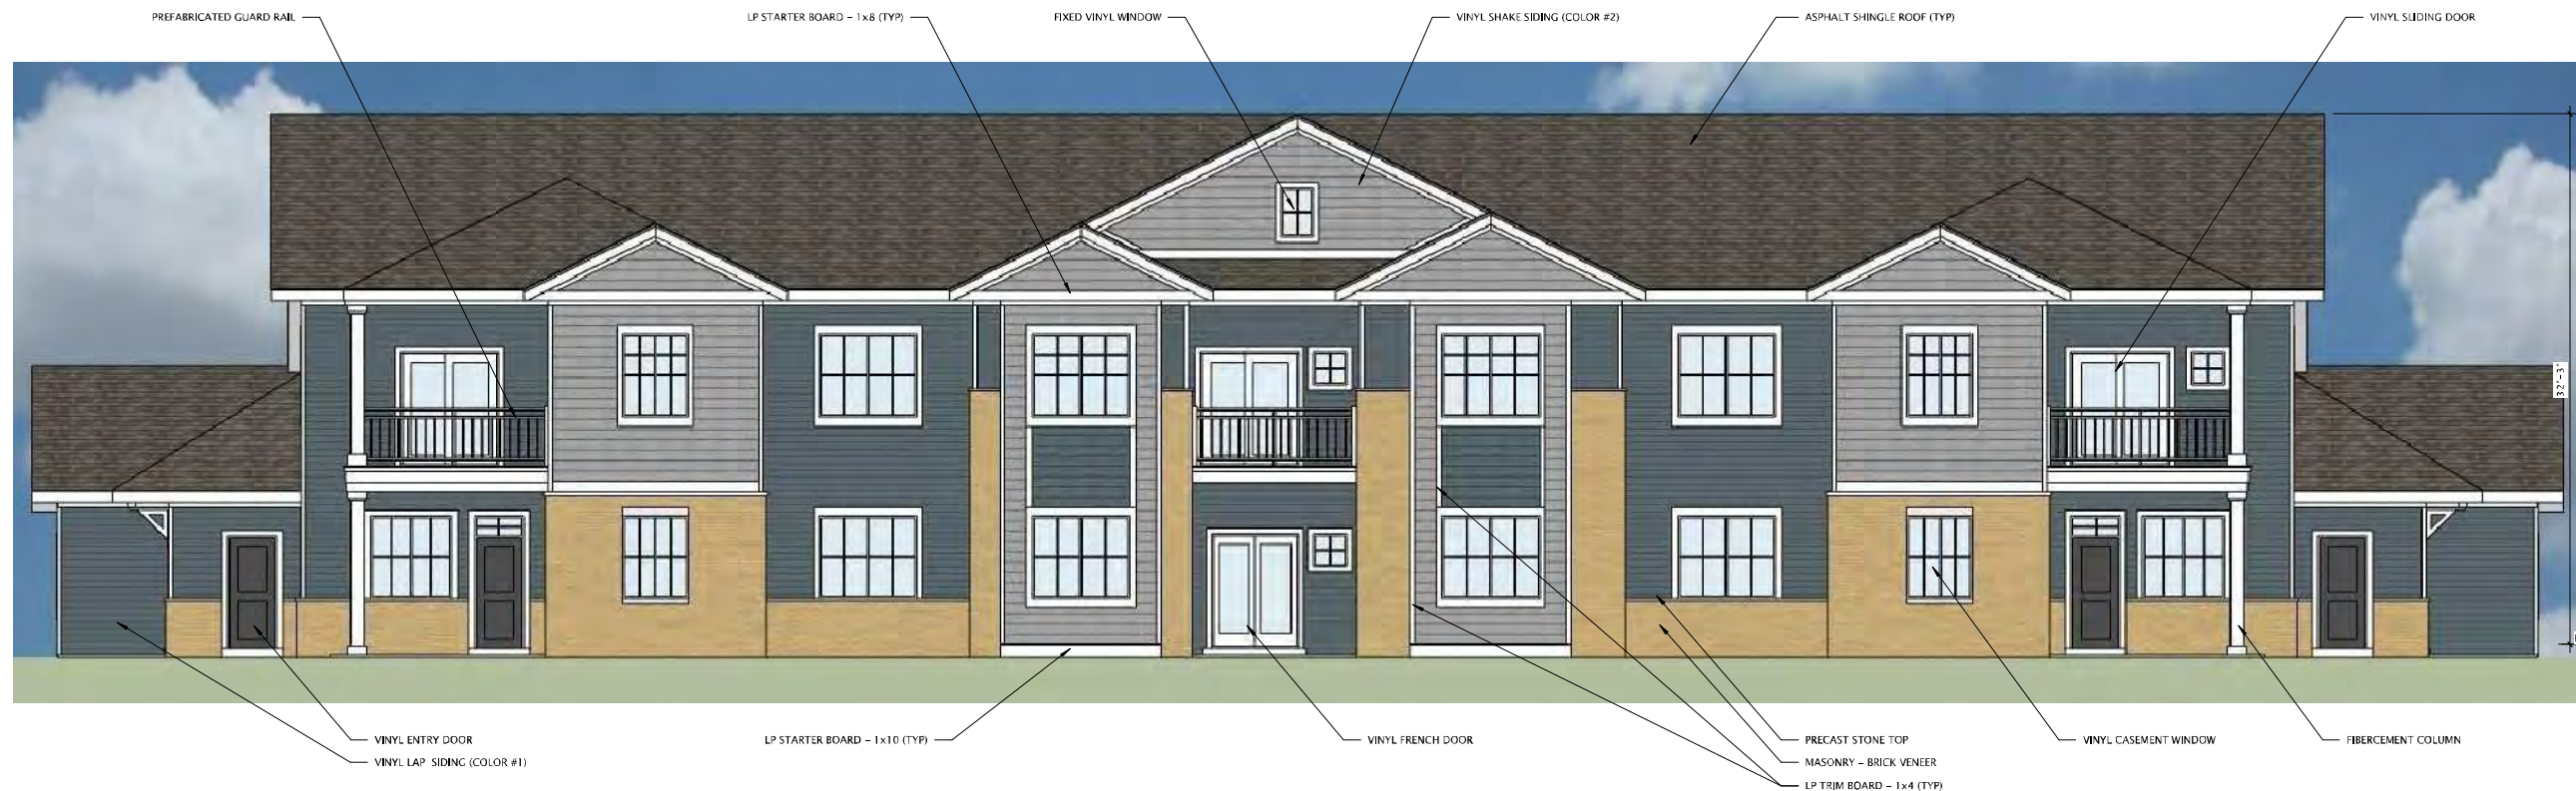 PREFABRICATED GUARD RAIL
LP STARTER BOARD - 1x8 (TYP)
FIXED VINYL WINDOW
VINYL SHAKE SIDING (COLOR #2)
ASPHALT SHINGLE ROOF (TYP)
VINYL SLIDING DOOR
32'-3"
VINYL ENTRY DOOR
VINYL LAP SIDING (COLOR #1)
LP STARTER BOARD - 1x10 (TYP)
VINYL FRENCH DOOR
PRECAST STONE TOP
MASONRY - BRICK VENEER
LP TRIM BOARD - 1x4 (TYP)
VINYL CASEMENT WINDOW
FIBERCEMENT COLUMN